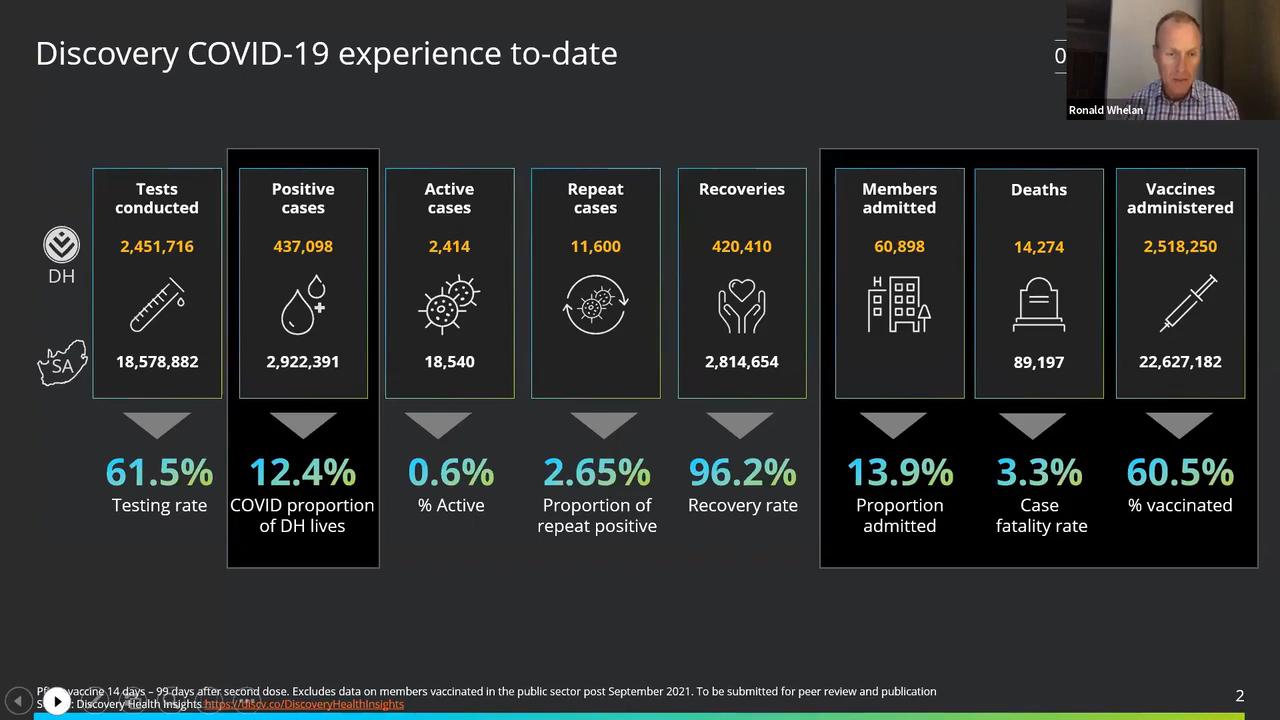 Discovery COVID-19 experience to-date
0
Ronald Whelan
Tests
conducted
2,451,716
18,578,882
61.5%
Testing rate
Positive
cases
437,098
2,922,391
12.4%
COVID proportion
of DH lives
Active
cases
2,414
18,540
0.6%
% Active
Repeat
cases
11,600
2.65%
Proportion of
repeat positive
Recoveries
420,410
2,814,654
96.2%
Recovery rate
Members
admitted
60,898
H
13.9%
Proportion
admitted
Deaths
14,274
89,197
3.3%
Case
fatality rate
Vaccines
administered
2,518,250
22,627,182
60.5%
% vaccinated
DH
SA
vaccine 14 days – 99 days after second dose. Excludes data on members vaccinated in the public sector post September 2021. To be submitted for peer review and publication
Discovery Health Insights https://discv.co/DiscoveryHealthInsights
2